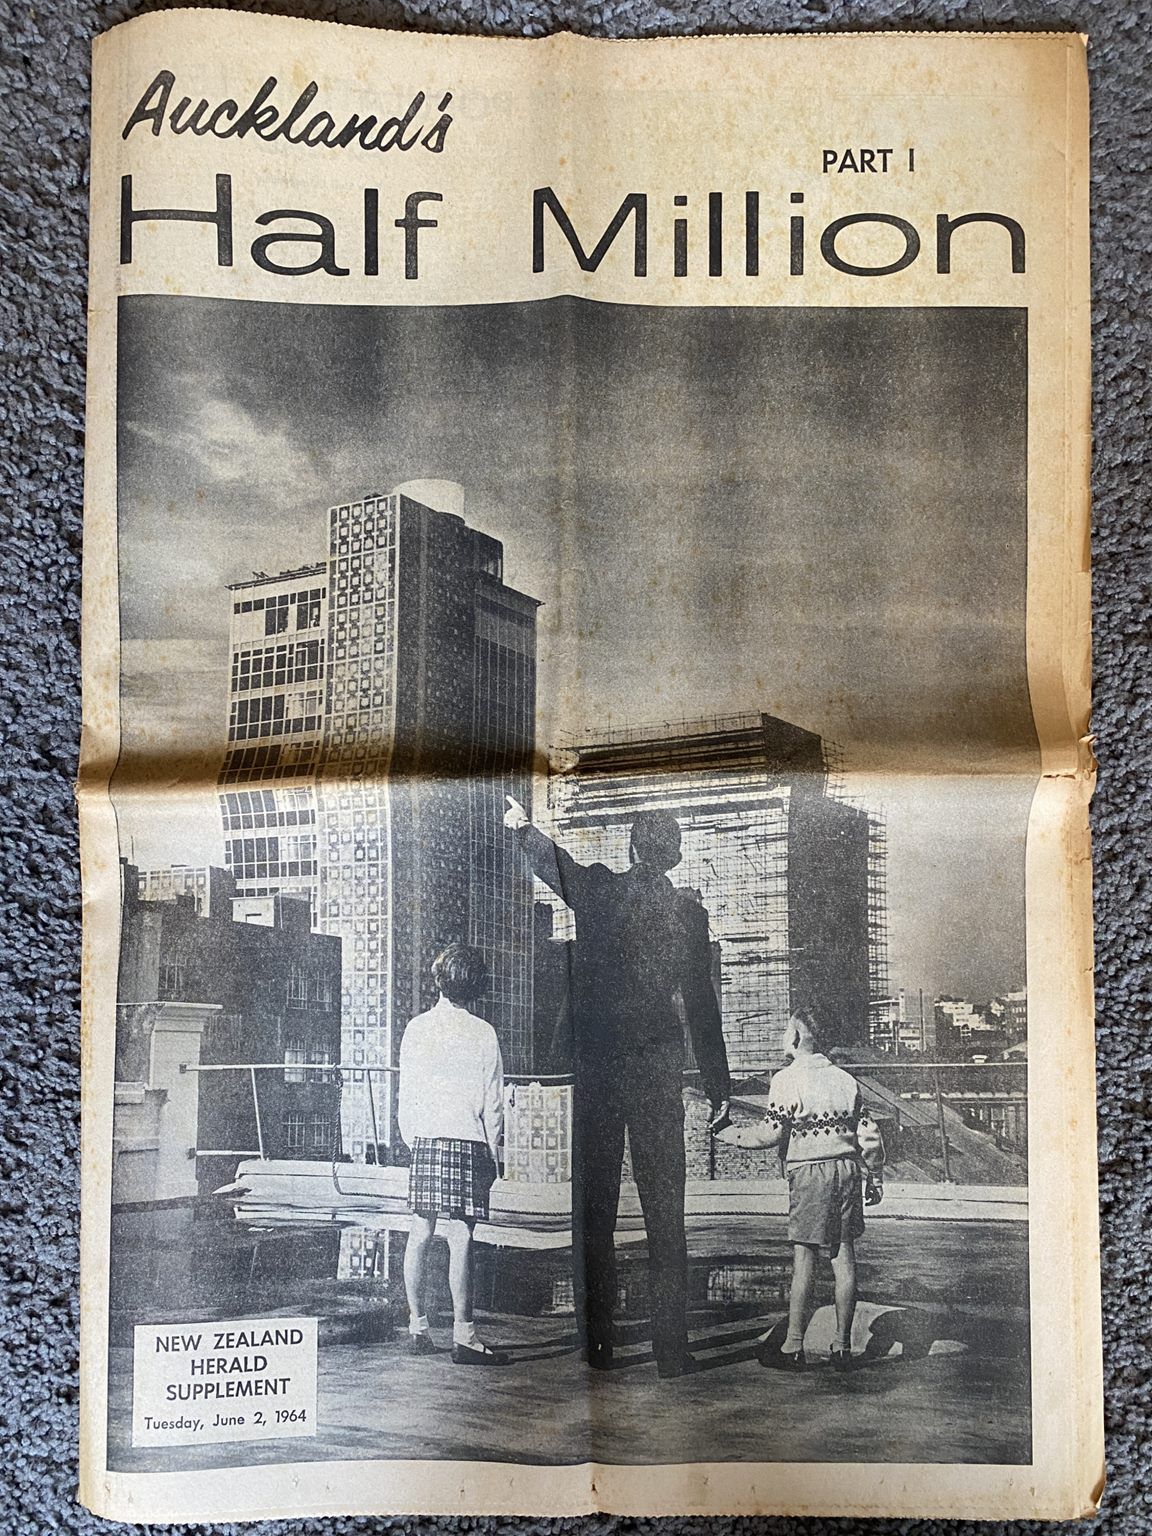 Auckland's
PART I
Half Million
NEW ZEALAND
HERALD
SUPPLEMENT
Tuesday, June 2, 1964